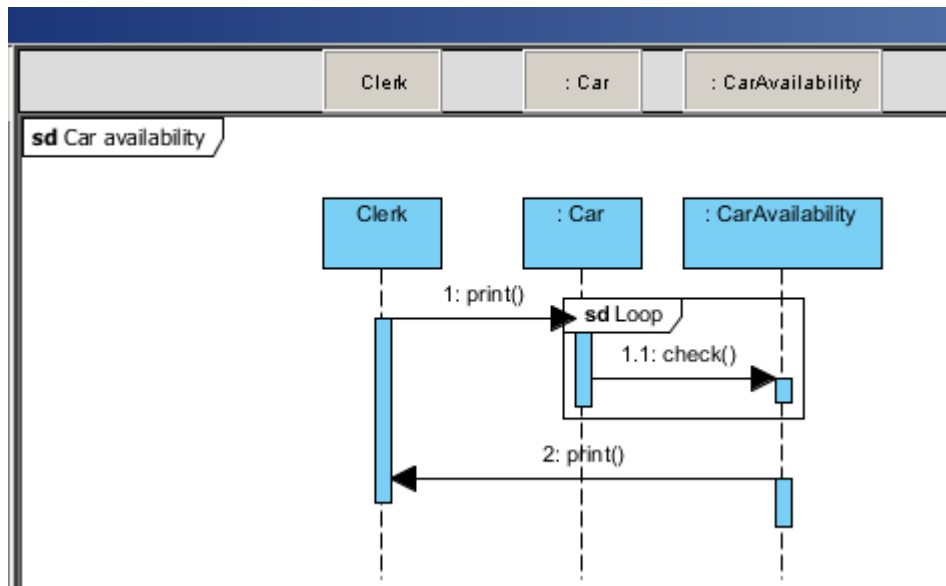 Clerk
: Car
: CarAvailability
sd Car availability
Clerk
: Car
: CarAvailability
1: print()
sd Loop
1.1: check()
2: print()